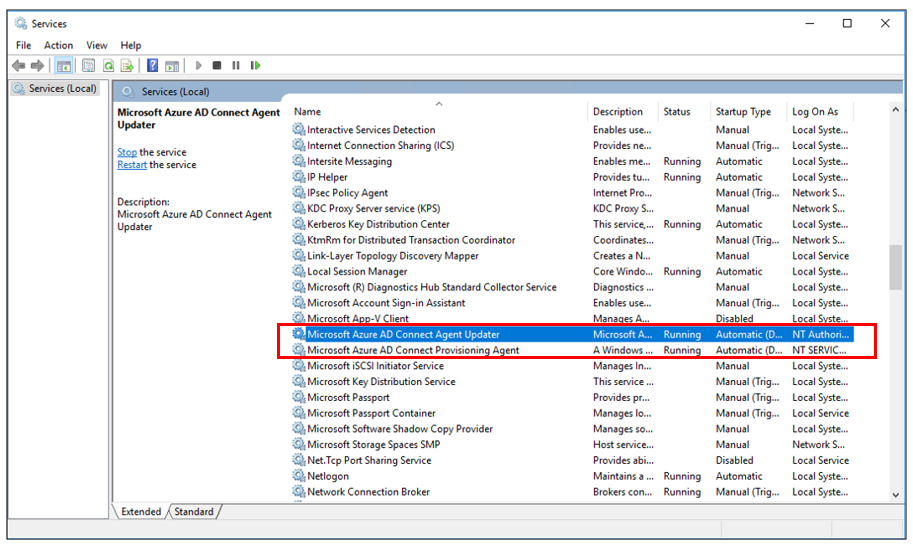 Services
File Action View Help
Services (Local)
Services (Local)
Microsoft Azure AD Connect Agent
Updater
Stop the service
Restart the service
Description:
Microsoft Azure AD Connect Agent
Updater
Name Description Status Startup Type Log On As
Interactive Services Detection Enables use... Manual Local Syste...
Internet Connection Sharing (ICS) Provides ne... Manual (Trig... Local Syste...
Intersite Messaging Enables me... Running Automatic Local Syste...
IP Helper Provides tu... Running Automatic Local Syste...
IPsec Policy Agent Internet Pro... Manual (Trig... Network S...
KDC Proxy Server service (KPS) KDC Proxy S... Manual Network S...
Kerberos Key Distribution Center This service,... Running Automatic Local Syste...
KtmRm for Distributed Transaction Coordinator Coordinates... Manual (Trig... Network S...
Link-Layer Topology Discovery Mapper Creates a N... Manual Local Service
Local Session Manager Core Windo... Running Automatic Local Syste...
Microsoft (R) Diagnostics Hub Standard Collector Service Diagnostics ... Manual Local Syste...
Microsoft Account Sign-in Assistant Enables use... Manual (Trig... Local Syste...
Microsoft App-V Client Manages A... Disabled Local Syste...
Microsoft Azure AD Connect Agent Updater Microsoft A... Running Automatic (D... NT Authori...
Microsoft Azure AD Connect Provisioning Agent A Windows ... Running Automatic (D... NT SERVIC...
Microsoft iSCSI Initiator Service Manages In... Manual Local Syste...
Microsoft Key Distribution Service This service ... Manual (Trig... Local Syste...
Microsoft Passport Provides pr... Manual (Trig... Local Syste...
Microsoft Passport Container Manages lo... Manual (Trig... Local Service
Microsoft Software Shadow Copy Provider Manages so... Manual Local Syste...
Microsoft Storage Spaces SMP Host service... Manual Network S...
Net.Tcp Port Sharing Service Provides abi... Disabled Local Service
Netlogon Maintains a ... Running Automatic Local Syste...
Network Connection Broker Brokers con... Running Manual (Trig... Local Syste...
Extended Standard